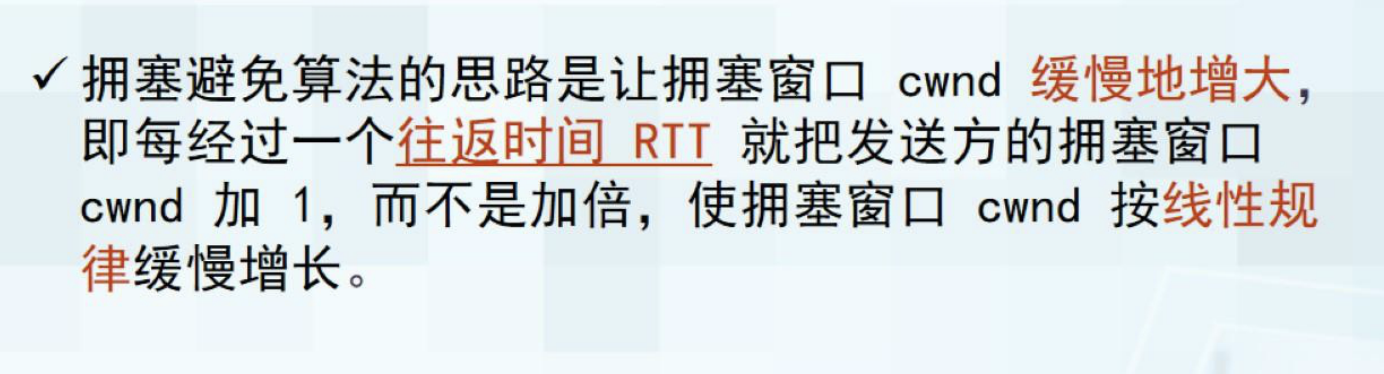 ✓ 拥塞避免算法的思路是让拥塞窗口 cwnd 缓慢地增大，
即每经过一个往返时间 RTT 就把发送方的拥塞窗口
cwnd 加 1，而不是加倍，使拥塞窗口 cwnd 按线性规
律缓慢增长。